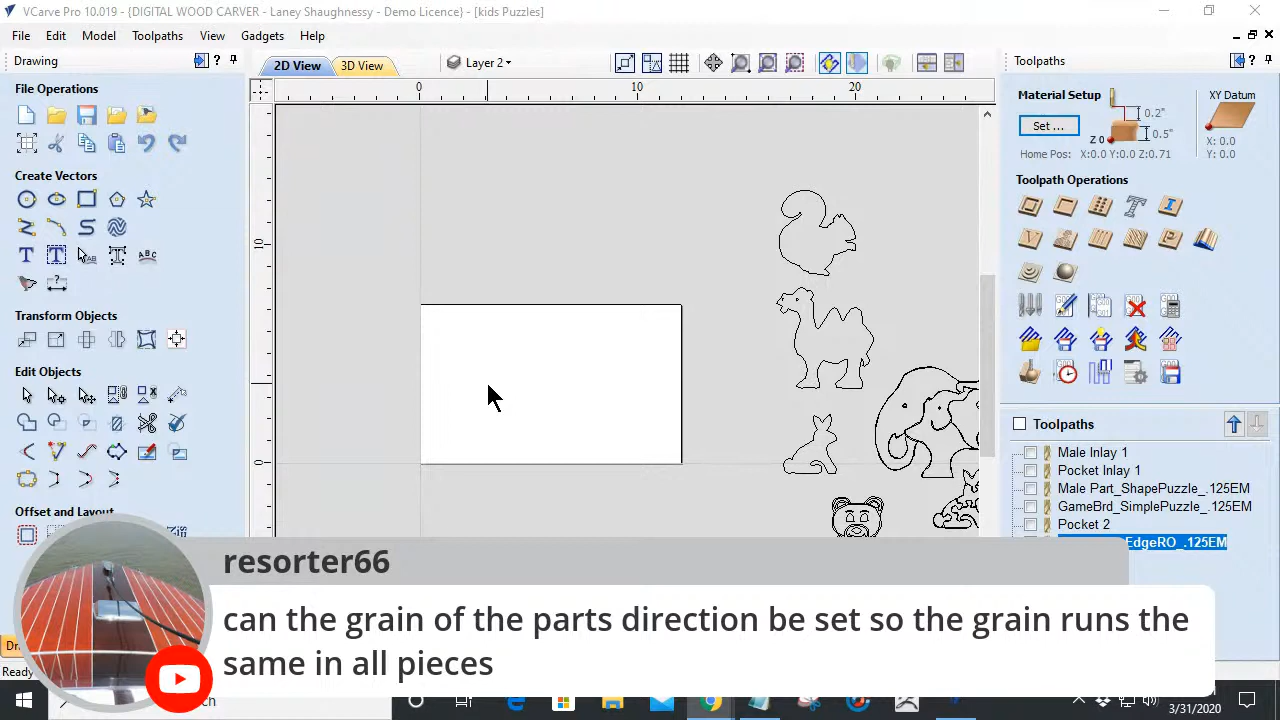 VCarve Pro 10.019 - {DIGITAL WOOD CARVER - Laney Shaughnessy - Demo Licence} - [kids Puzzles]
File Edit Model Toolpaths View Gadgets Help
Drawing
2D View
3D View
Layer 2
Toolpaths
File Operations
Create Vectors
Transform Objects
Edit Objects
Offset and Layout
0
10
20
10
0
Material Setup
Set ...
0.2"
Z 0
0.5"
Home Pos: X:0.0 Y:0.0 Z:0.71
XY Datum
X: 0.0
Y: 0.0
Toolpath Operations
Toolpaths
Male Inlay 1
Pocket Inlay 1
Male Part_ShapePuzzle_.125EM
GameBrd_SimplePuzzle_.125EM
Pocket 2
EdgeRO_.125EM
resorter66
can the grain of the parts direction be set so the grain runs the
same in all pieces
3/31/2020